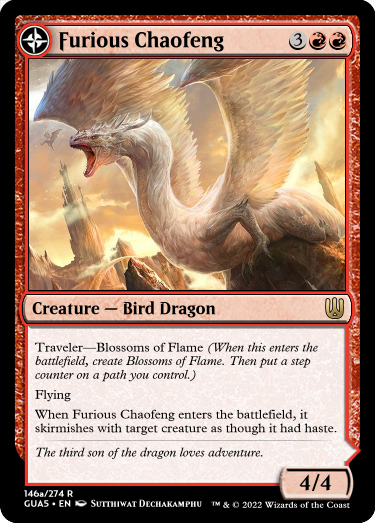 Furious Chaofeng 3
Creature — Bird Dragon
Traveler—Blossoms of Flame (When this enters the
battlefield, create Blossoms of Flame. Then put a step
counter on a path you control.)
Flying
When Furious Chaofeng enters the battlefield, it
skirmishes with target creature as though it had haste.
The third son of the dragon loves adventure.
4/4
146a/274 R
GUA5 • EN SUTTHIWAT DECHAKAMPHU ™ & © 2022 Wizards of the Coast